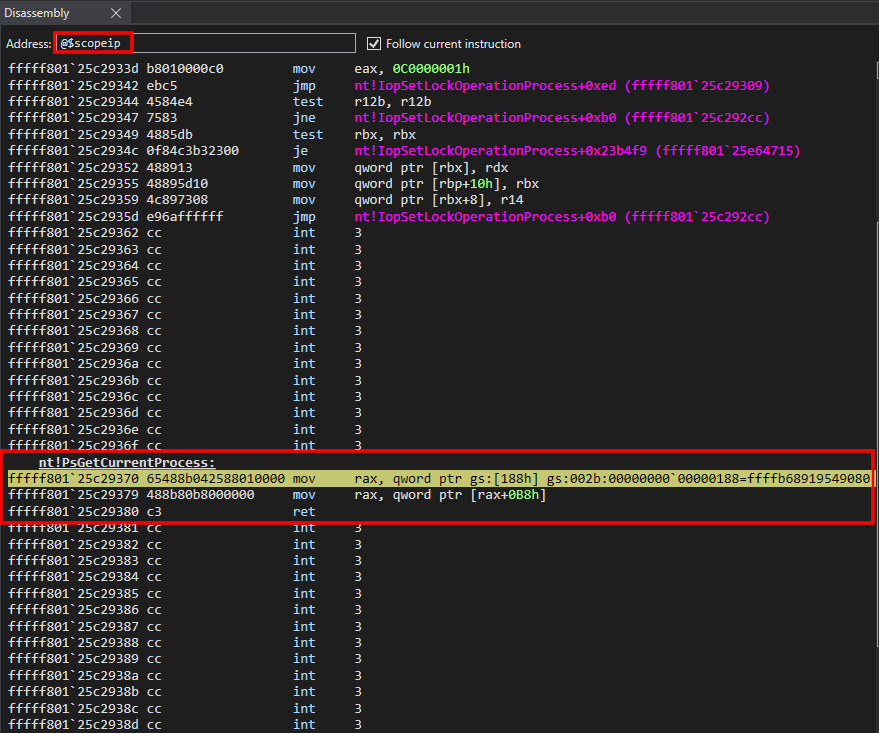 Disassembly
Address: @$scopeip Follow current instruction
fffff801`25c2933d b8010000c0 mov eax, 0C0000001h
fffff801`25c29342 ebc5 jmp nt!IopSetLockOperationProcess+0xed (fffff801`25c29309)
fffff801`25c29344 4584e4 test r12b, r12b
fffff801`25c29347 7583 jne nt!IopSetLockOperationProcess+0xb0 (fffff801`25c292cc)
fffff801`25c29349 4885db test rbx, rbx
fffff801`25c2934c 0f84c3b32300 je nt!IopSetLockOperationProcess+0x23b4f9 (fffff801`25e64715)
fffff801`25c29352 488913 mov qword ptr [rbx], rdx
fffff801`25c29355 48895d10 mov qword ptr [rbp+10h], rbx
fffff801`25c29359 4c897308 mov qword ptr [rbx+8], r14
fffff801`25c2935d e96affffff jmp nt!IopSetLockOperationProcess+0xb0 (fffff801`25c292cc)
fffff801`25c29362 cc int 3
fffff801`25c29363 cc int 3
fffff801`25c29364 cc int 3
fffff801`25c29365 cc int 3
fffff801`25c29366 cc int 3
fffff801`25c29367 cc int 3
fffff801`25c29368 cc int 3
fffff801`25c29369 cc int 3
fffff801`25c2936a cc int 3
fffff801`25c2936b cc int 3
fffff801`25c2936c cc int 3
fffff801`25c2936d cc int 3
fffff801`25c2936e cc int 3
fffff801`25c2936f cc int 3
nt!PsGetCurrentProcess:
fffff801`25c29370 65488b042588010000 mov rax, qword ptr gs:[188h] gs:002b:00000000`00000188=ffffb68919549080
fffff801`25c29379 488b80b8000000 mov rax, qword ptr [rax+0B8h]
fffff801`25c29380 c3 ret
fffff801`25c29381 cc int 3
fffff801`25c29382 cc int 3
fffff801`25c29383 cc int 3
fffff801`25c29384 cc int 3
fffff801`25c29385 cc int 3
fffff801`25c29386 cc int 3
fffff801`25c29387 cc int 3
fffff801`25c29388 cc int 3
fffff801`25c29389 cc int 3
fffff801`25c2938a cc int 3
fffff801`25c2938b cc int 3
fffff801`25c2938c cc int 3
fffff801`25c2938d cc int 3